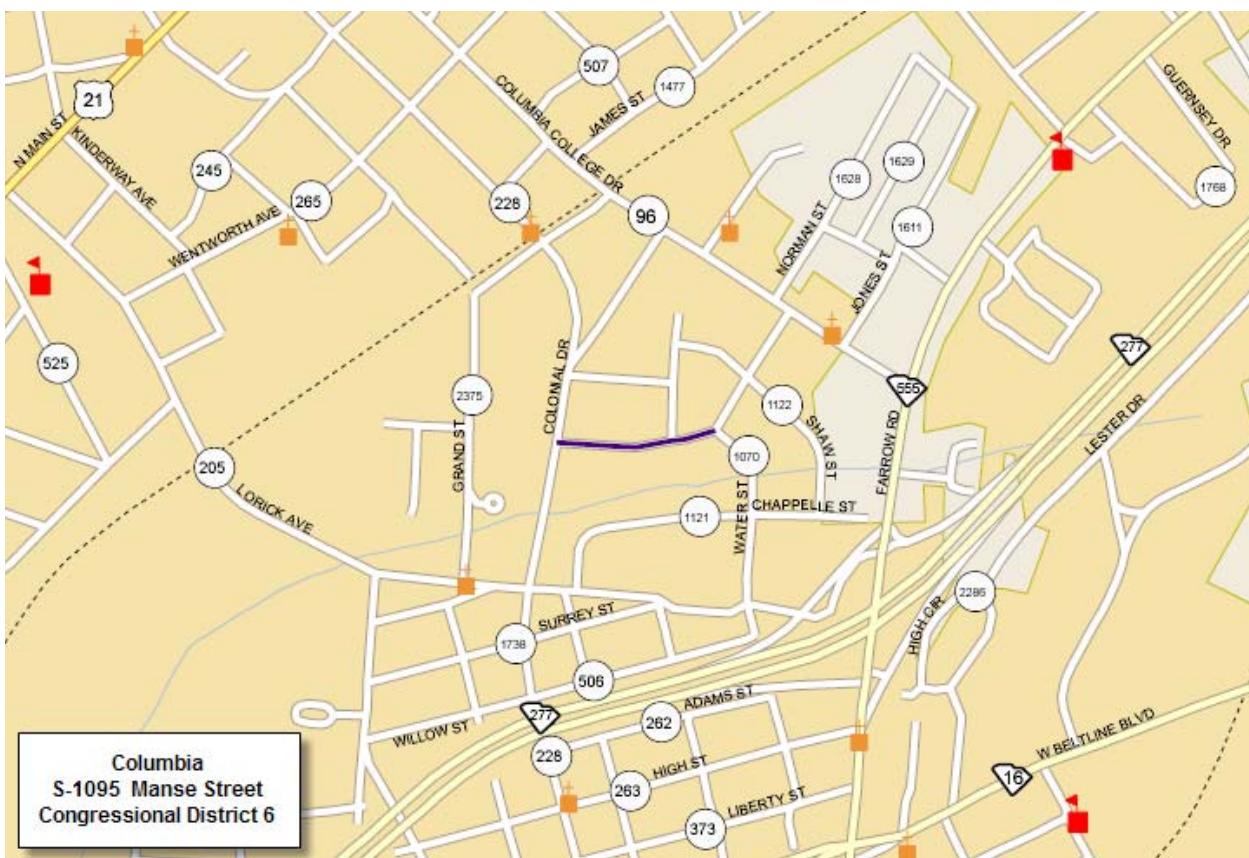 21
N MAIN ST
KINDERWAY AVE
245
WENTWORTH AVE
265
507
JAMES ST
1477
COLUMBIA COLLEGE DR
228
96
GUERNSEY DR
1768
1628
1629
1611
NORMAN ST
JONES ST
525
2375
GRAND ST
COLONIAL DR
1122
SHAW ST
555
FARROW RD
277
LESTER DR
205
LORICK AVE
1070
WATER ST
1121
CHAPPELLE ST
SURREY ST
1738
506
WILLOW ST
277
ADAMS ST
262
228
HIGH ST
263
LIBERTY ST
373
HIGH CIR
2286
W BELTLINE BLVD
16
Columbia
S-1095 Manse Street
Congressional District 6